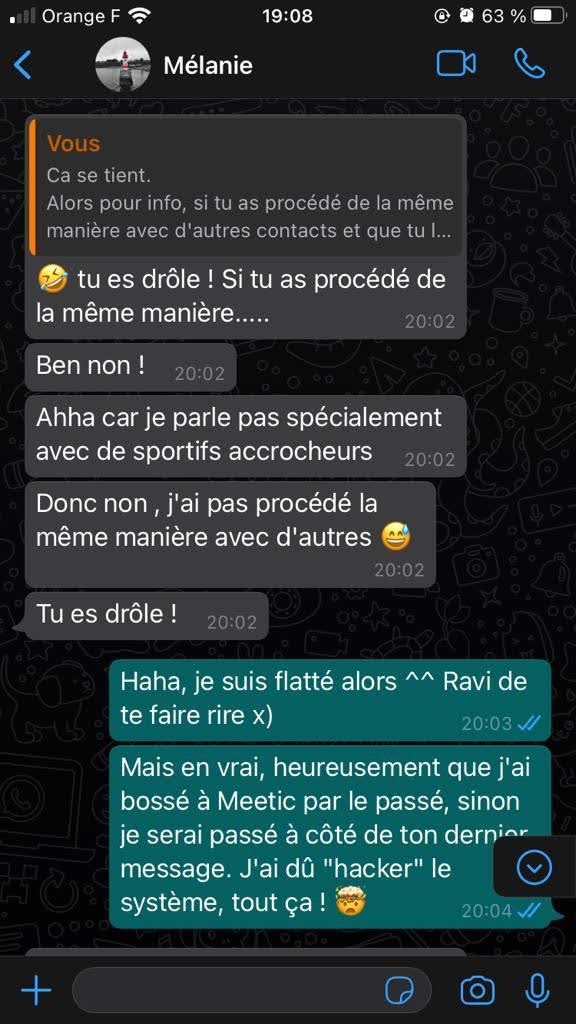 Orange F 19:08 63 %
Mélanie
Vous
Ca se tient.
Alors pour info, si tu as procédé de la même
manière avec d'autres contacts et que tu l...
🤣 tu es drôle ! Si tu as procédé de
la même manière.....
20:02
Ben non !
20:02
Ahha car je parle pas spécialement
avec de sportifs accrocheurs
20:02
Donc non , j'ai pas procédé la
même manière avec d'autres 😅
20:02
Tu es drôle !
20:02
Haha, je suis flatté alors ^^ Ravi de
te faire rire x)
20:03
Mais en vrai, heureusement que j'ai
bossé à Meetic par le passé, sinon
je serai passé à côté de ton dernier
message. J'ai dû "hacker" le
système, tout ça ! 🤯
20:04